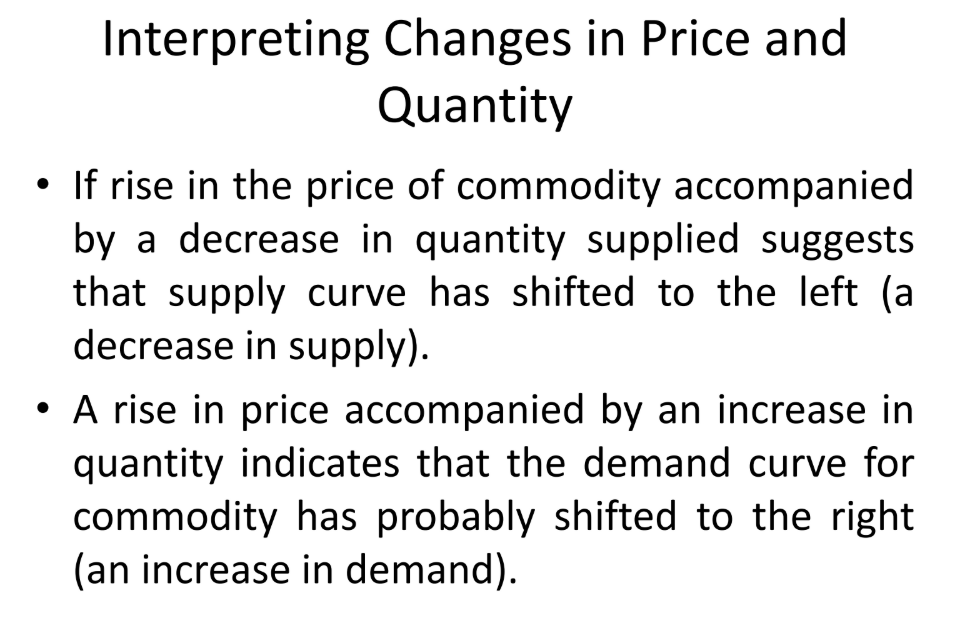 Interpreting Changes in Price and
Quantity
• If rise in the price of commodity accompanied
by a decrease in quantity supplied suggests
that supply curve has shifted to the left (a
decrease in supply).
• A rise in price accompanied by an increase in
quantity indicates that the demand curve for
commodity has probably shifted to the right
(an increase in demand).